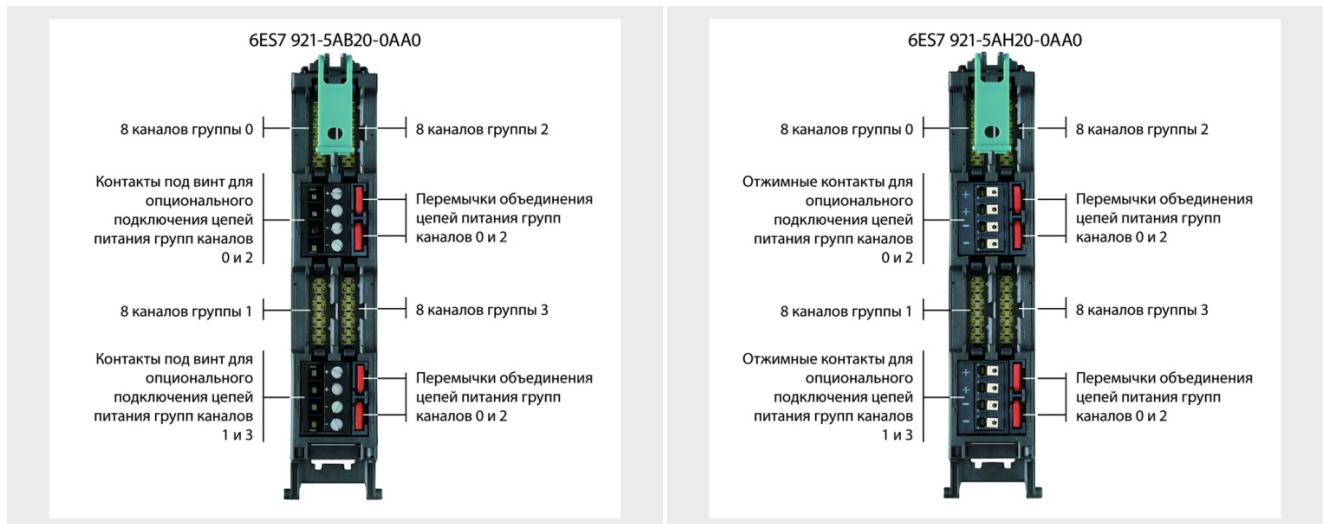 6ES7 921-5AB20-0AA0
8 каналов группы 0
8 каналов группы 2
Контакты под винт для
опционального
подключения цепей
питания групп каналов
0 и 2
Перемычки объединения
цепей питания групп
каналов 0 и 2
8 каналов группы 1
8 каналов группы 3
Контакты под винт для
опционального
подключения цепей
питания групп каналов
1 и 3
Перемычки объединения
цепей питания групп
каналов 0 и 2
6ES7 921-5AH20-0AA0
8 каналов группы 0
8 каналов группы 2
Отжимные контакты для
опционального
подключения цепей
питания групп каналов
0 и 2
Перемычки объединения
цепей питания групп
каналов 0 и 2
8 каналов группы 1
8 каналов группы 3
Отжимные контакты для
опционального
подключения цепей
питания групп каналов
1 и 3
Перемычки объединения
цепей питания групп
каналов 0 и 2